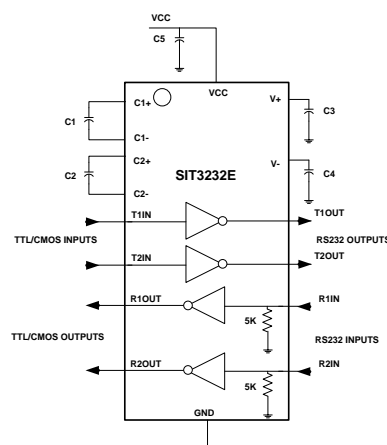 VCC
C5
VCC
C1+
V+
C3
C1
C1-
C2+
V-
C2
SIT3232E
C4
C2-
T1IN
T1OUT
TTL/CMOS INPUTS
RS232 OUTPUTS
T2IN
T2OUT
R1OUT
R1IN
5K
TTL/CMOS OUTPUTS
RS232 INPUTS
R2OUT
R2IN
5K
GND